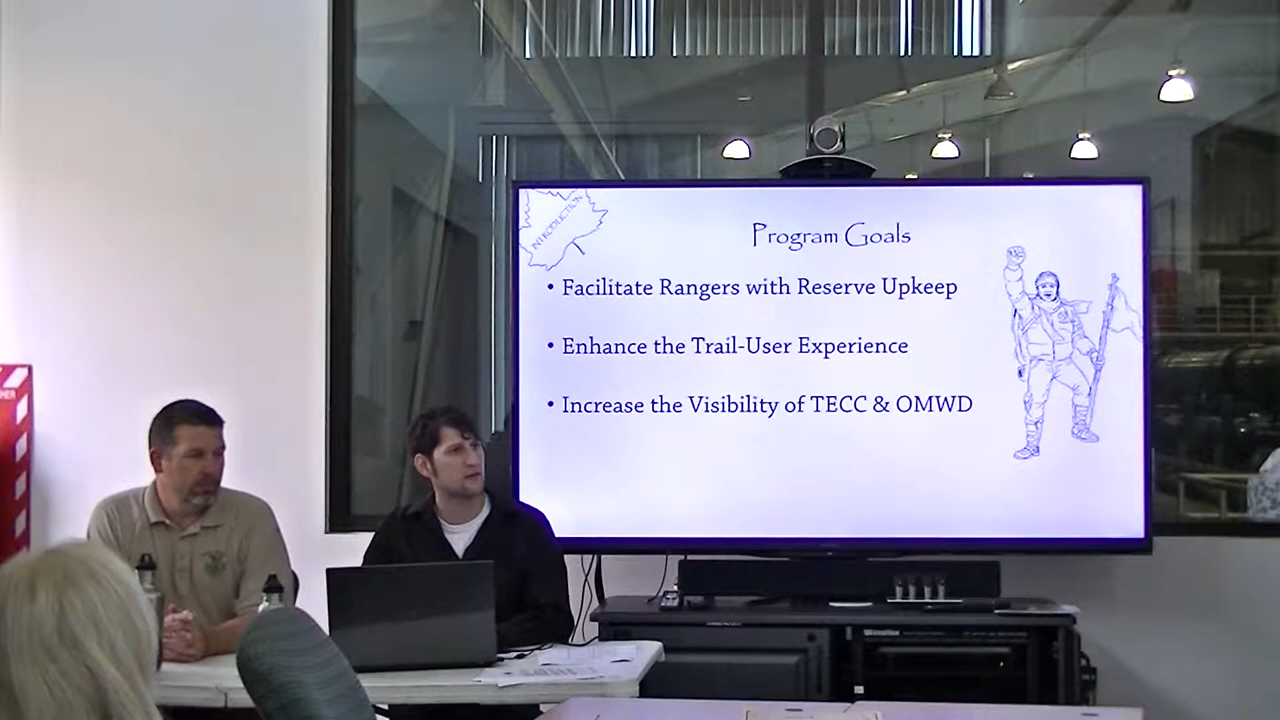 INTRODUCTION
Program Goals
• Facilitate Rangers with Reserve Upkeep
• Enhance the Trail-User Experience
• Increase the Visibility of TECC & OMWD